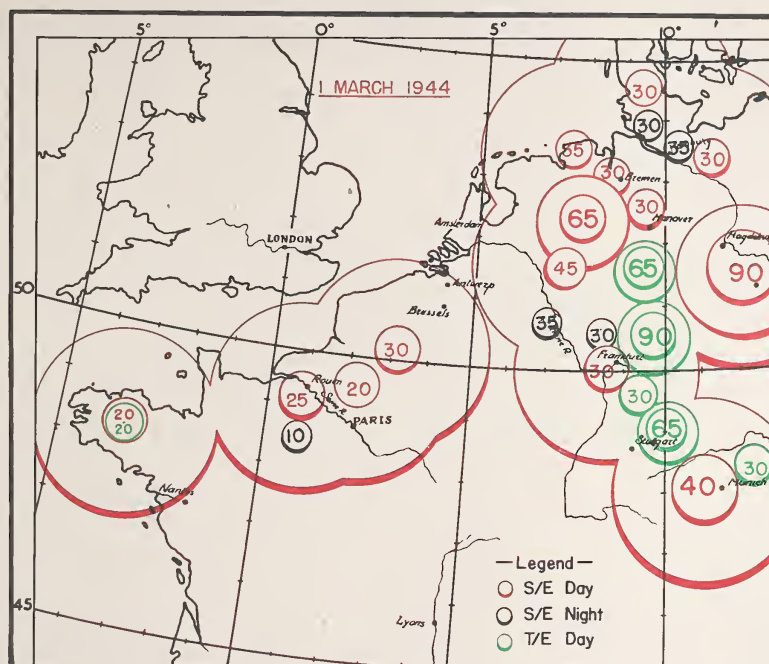 5° 0° 5° 10°
1 MARCH 1944
30
30
35
55
30
30
Bremen
30
Hanover
65
Amsterdam
LONDON
Magdeburg
65
90
45
Antwerp
50
Brussels
35
30
90
30
Frankfurt
30
Rouen
20
25
Seine R
20
20
30
10
PARIS
65
Stuttgart
30
Nantes
40
Munich
—Legend—
S/E Day
45
S/E Night
Lyons
T/E Day